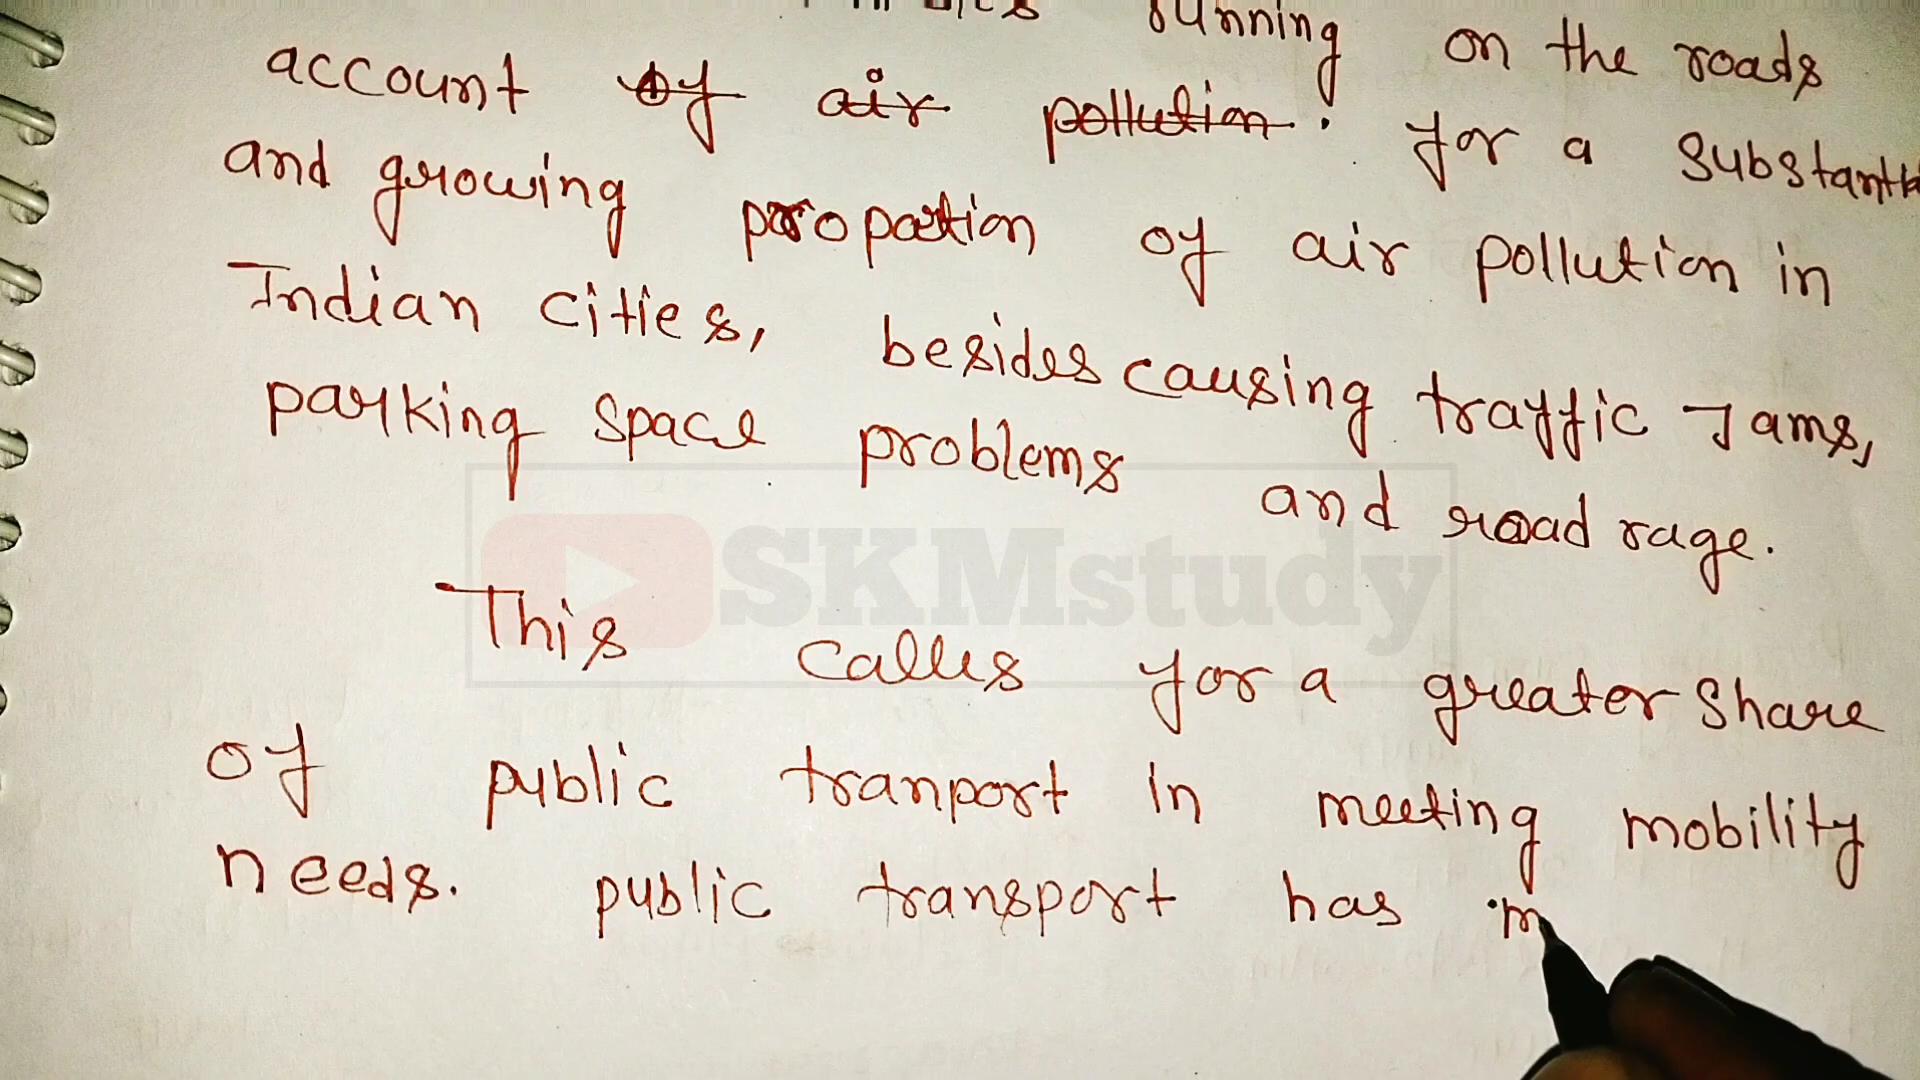 running on the roads
account of air pollution. for a substantia
and growing proportion of air pollution in
Indian cities, besides causing traffic Jams,
parking space problems and road rage.
SKMstudy
This calls for a greater share
of public tranport in meeting mobility
needs. public transport has m